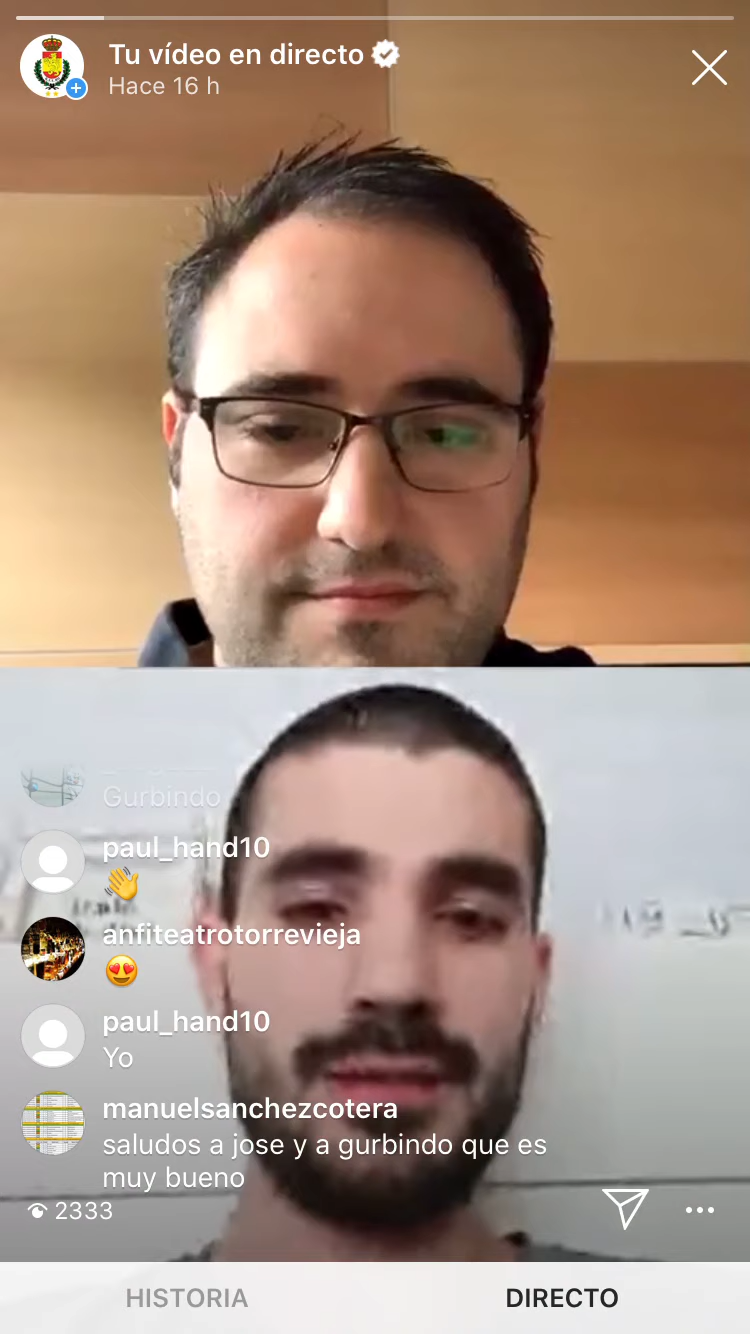 Tu vídeo en directo
Hace 16 h
Gurbindo
paul_hand10
👋
anfiteatrotorrevieja
😍
paul_hand10
Yo
manuelsanchezcotera
saludos a jose y a gurbindo que es
muy bueno
2333
HISTORIA
DIRECTO